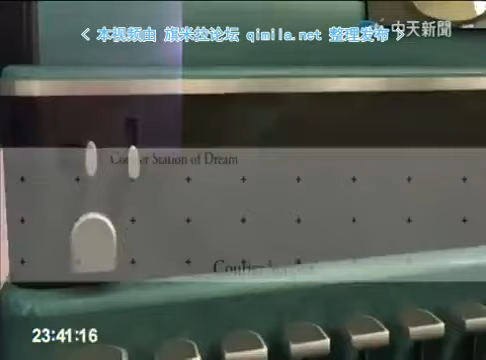 < 本视频由 旗米拉论坛 qimila.net 整理发布 >
中天新聞
Courier Station of Dream
23:41:16